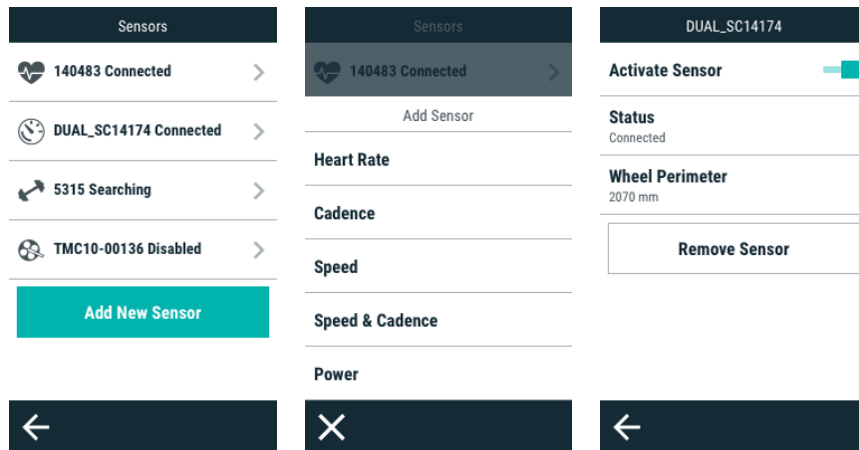 Sensors
140483 Connected
DUAL_SC14174 Connected
5315 Searching
TMC10-00136 Disabled
Add New Sensor
Sensors
140483 Connected
Add Sensor
Heart Rate
Cadence
Speed
Speed & Cadence
Power
DUAL_SC14174
Activate Sensor
Status
Connected
Wheel Perimeter
2070 mm
Remove Sensor